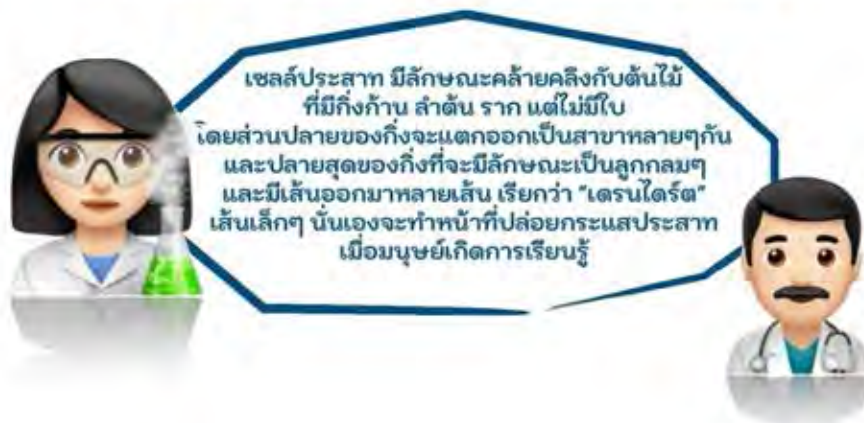 เซลล์ประสาท มีลักษณะคล้ายคลึงกับต้นไม้
ที่มีกิ่งก้าน ลำต้น ราก แต่ไม่มีใบ
โดยส่วนปลายของกิ่งจะแตกออกเป็นสาขาหลายๆกัน
และปลายสุดของกิ่งที่จะมีลักษณะเป็นลูกกลมๆ
และมีเส้นออกมาหลายเส้น เรียกว่า "เดรนไดร์ต"
เส้นเล็กๆ นั่นเองจะทำหน้าที่ปล่อยกระแสประสาท
เมื่อมนุษย์เกิดการเรียนรู้